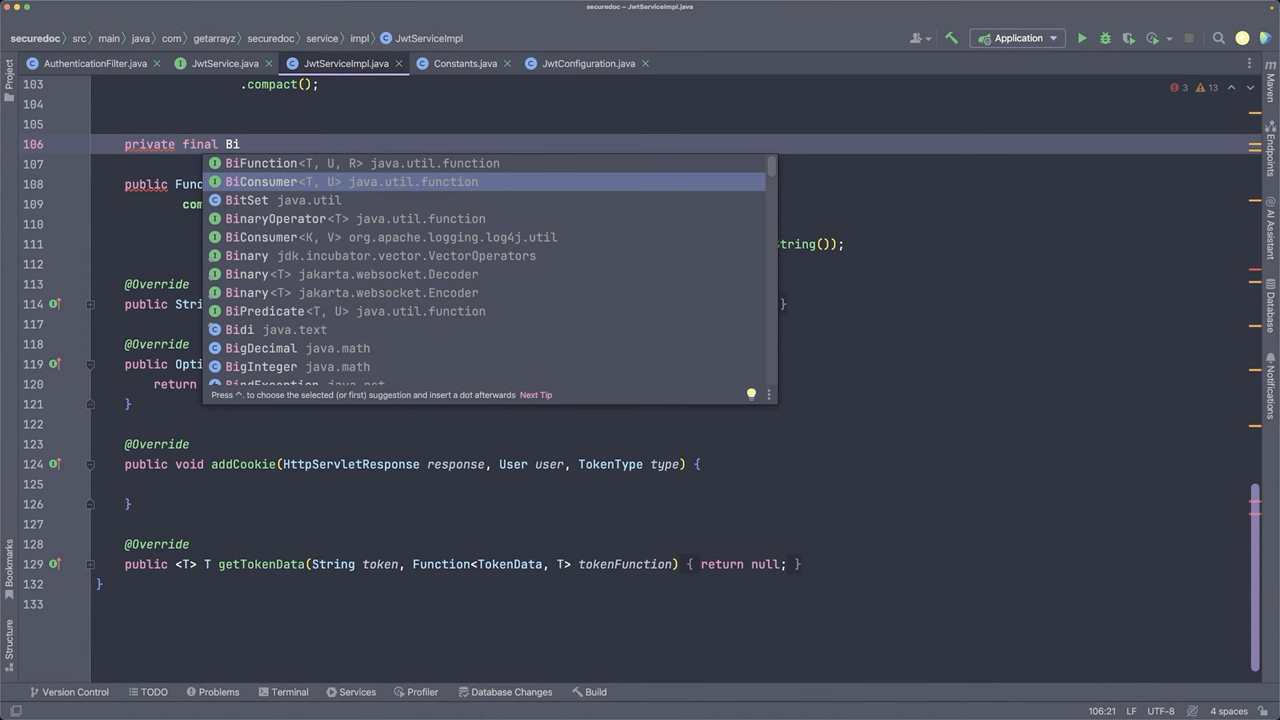 securedoc – JwtServiceImpl.java
securedoc src main java com getarrayz securedoc service impl JwtServiceImpl Application
AuthenticationFilter.java JwtService.java JwtServiceImpl.java Constants.java JwtConfiguration.java
Project
Bookmarks
Structure
Maven
Endpoints
AI Assistant
Database
Notifications
3 13
103 .compact();
104
105
106 private final Bi
107
108 public Func
109 com
110
111 tring());
112
113 @Override
114 public Stri }
117
118 @Override
119 public Opti
120 return
121 }
122
123 @Override
124 public void addCookie(HttpServletResponse response, User user, TokenType type) {
125
126 }
127
128 @Override
129 public <T> T getTokenData(String token, Function<TokenData, T> tokenFunction) { return null; }
132 }
133
BiFunction<T, U, R> java.util.function
BiConsumer<T, U> java.util.function
BitSet java.util
BinaryOperator<T> java.util.function
BiConsumer<K, V> org.apache.logging.log4j.util
Binary jdk.incubator.vector.VectorOperators
Binary<T> jakarta.websocket.Decoder
Binary<T> jakarta.websocket.Encoder
BiPredicate<T, U> java.util.function
Bidi java.text
BigDecimal java.math
BigInteger java.math
BindException java.net
Press ^. to choose the selected (or first) suggestion and insert a dot afterwards Next Tip
Version Control TODO Problems Terminal Services Profiler Database Changes Build
106:21 LF UTF-8 4 spaces